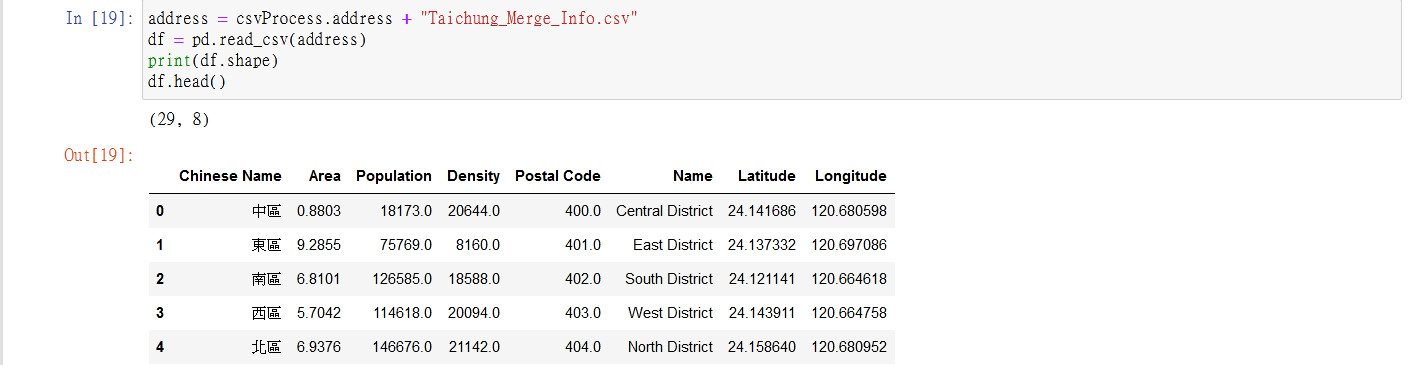 In [19]: address = csvProcess.address + "Taichung_Merge_Info.csv"
df = pd.read_csv(address)
print(df.shape)
df.head()
(29, 8)
Out[19]:
Chinese Name Area Population Density Postal Code Name Latitude Longitude
0 中區 0.8803 18173.0 20644.0 400.0 Central District 24.141686 120.680598
1 東區 9.2855 75769.0 8160.0 401.0 East District 24.137332 120.697086
2 南區 6.8101 126585.0 18588.0 402.0 South District 24.121141 120.664618
3 西區 5.7042 114618.0 20094.0 403.0 West District 24.143911 120.664758
4 北區 6.9376 146676.0 21142.0 404.0 North District 24.158640 120.680952